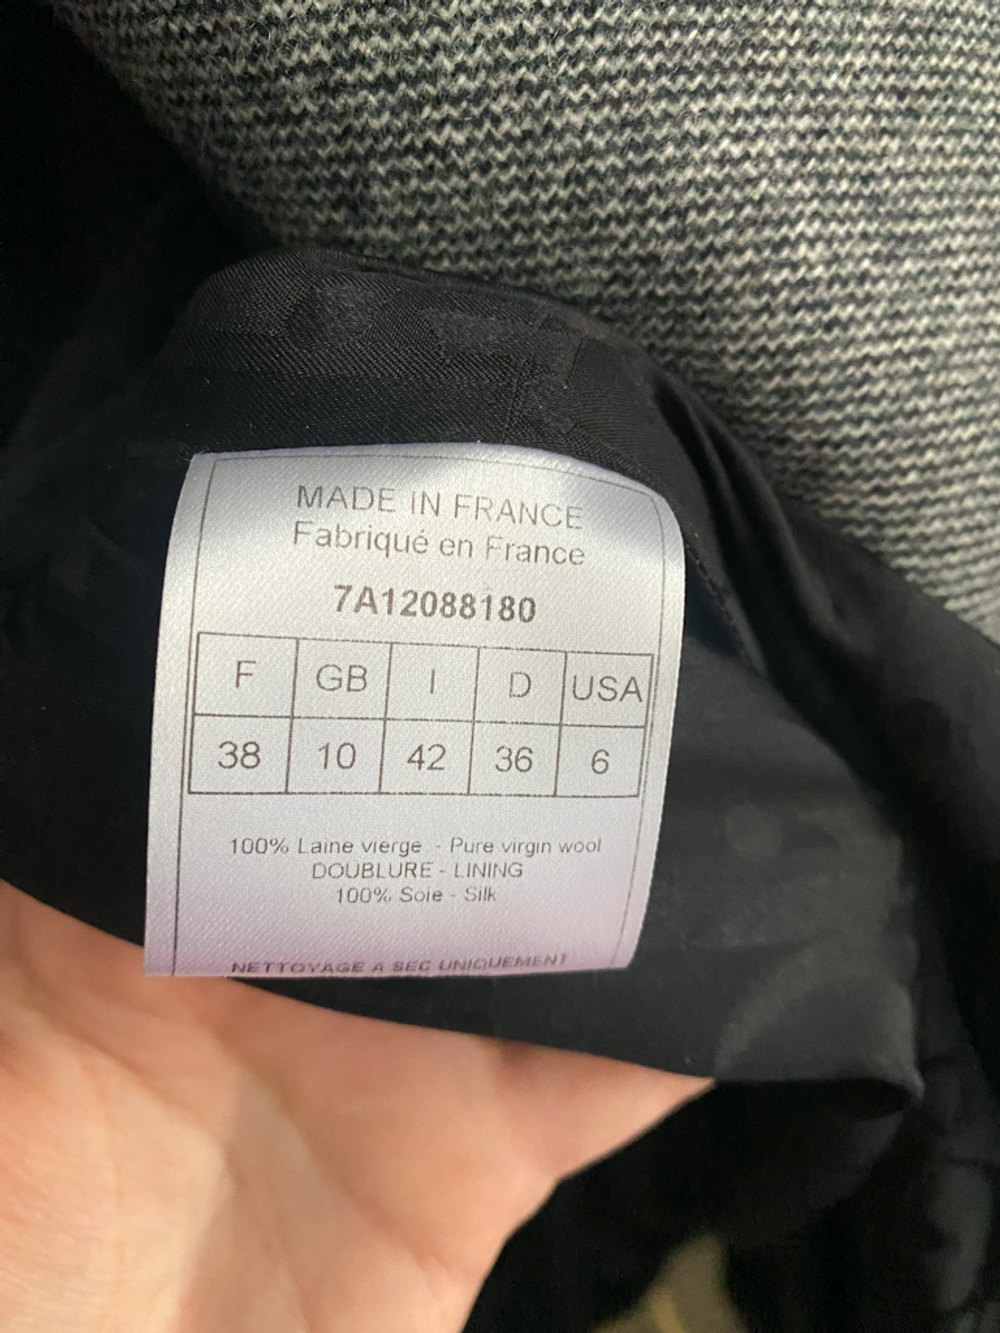 MADE IN FRANCE
Fabriqué en France
7A12088180
F GB I D USA
38 10 42 36 6
100% Laine vierge - Pure virgin wool
DOUBLURE - LINING
100% Soie - Silk
NETTOYAGE A SEC UNIQUEMENT